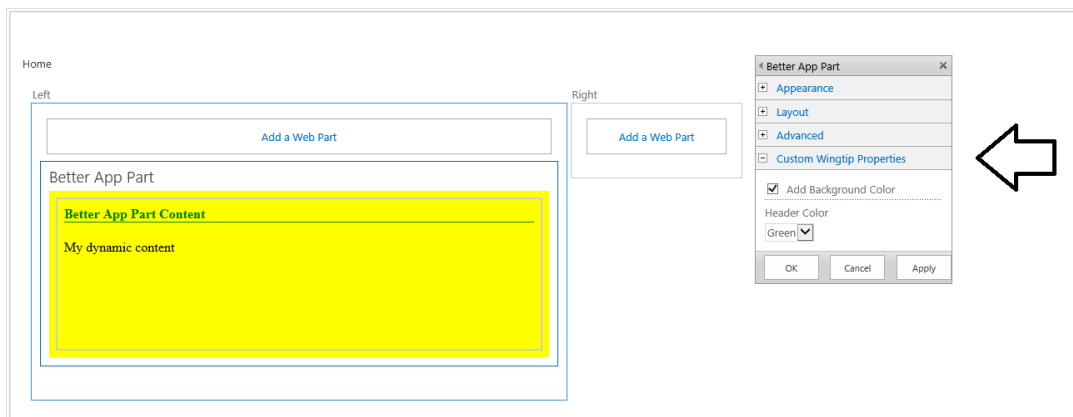 Home
Left
Right
Add a Web Part
Add a Web Part
Better App Part
Better App Part Content
My dynamic content
Better App Part
Appearance
Layout
Advanced
Custom Wingtip Properties
Add Background Color
Header Color
Green
OK
Cancel
Apply